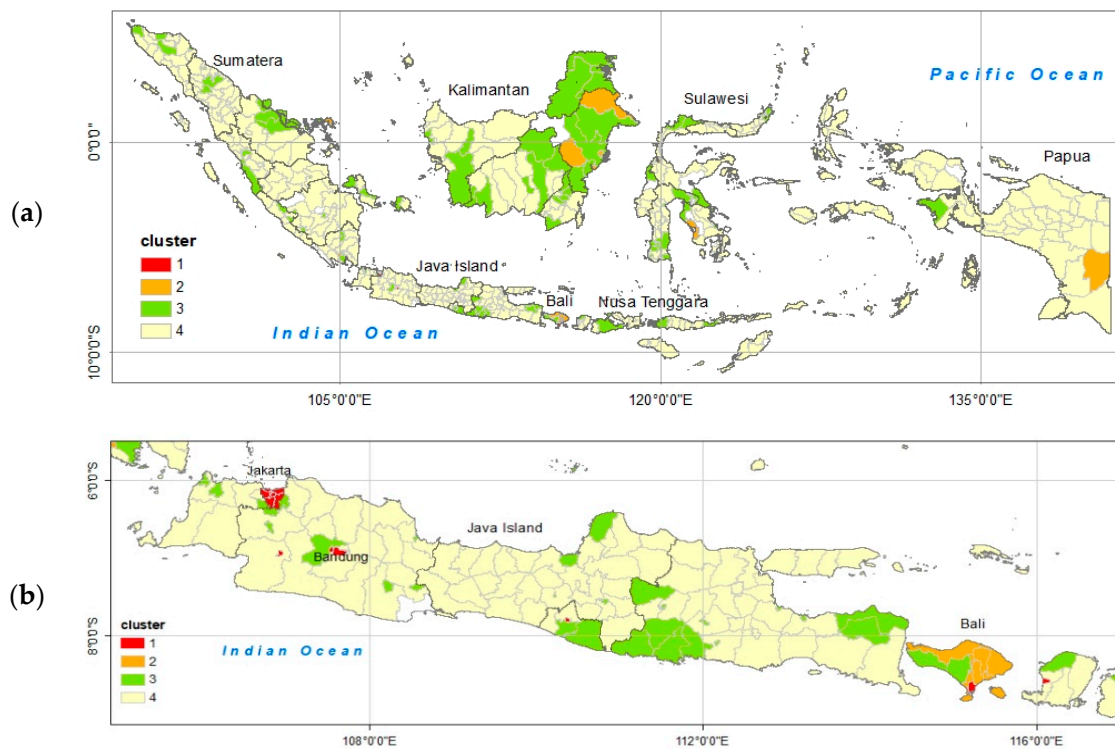 (a)
Sumatera
Kalimantan
Sulawesi
Pacific Ocean
Papua
0°0'0"
cluster
1
2
3
4
Java Island
Bali
Nusa Tenggara
Indian Ocean
10°0'0"S
105°0'0"E
120°0'0"E
135°0'0"E
(b)
6°0'0"S
Jakarta
Java Island
Bandung
8°0'0"S
Bali
cluster
1
2
3
4
Indian Ocean
108°0'0"E
112°0'0"E
116°0'0"E